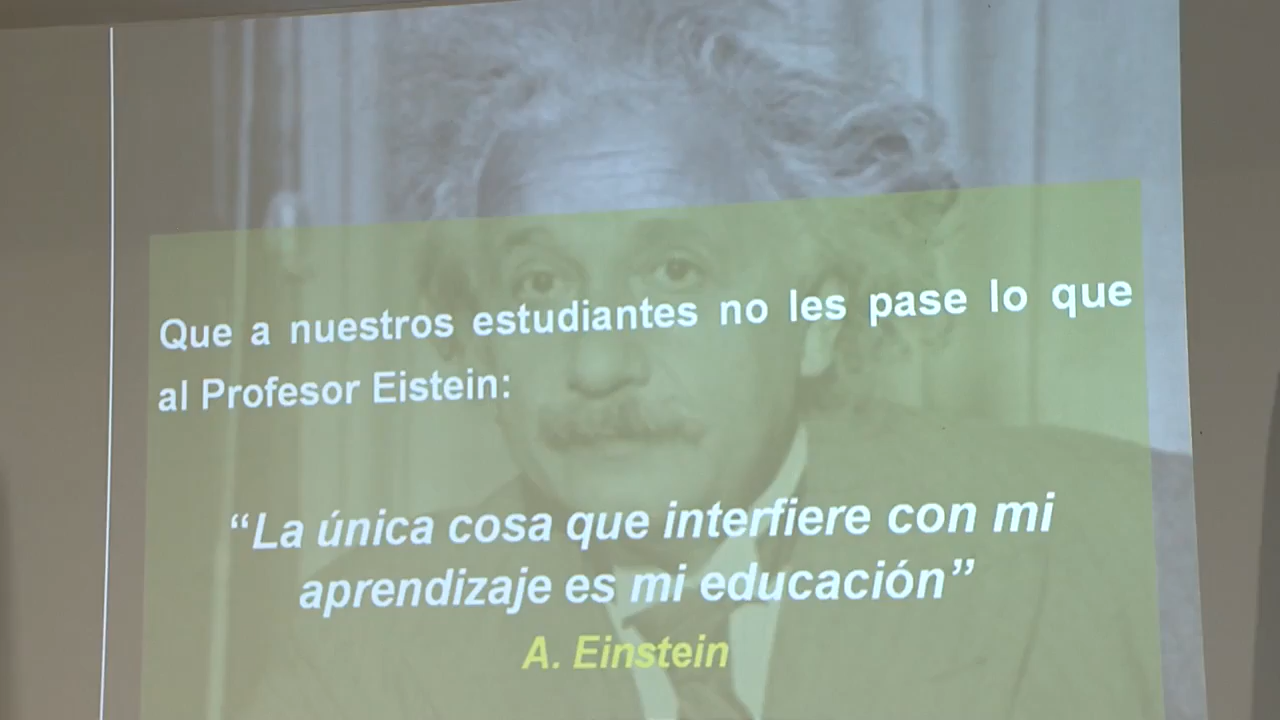 Que a nuestros estudiantes no les pase lo que
al Profesor Eistein:
“La única cosa que interfiere con mi
aprendizaje es mi educación”
A. Einstein